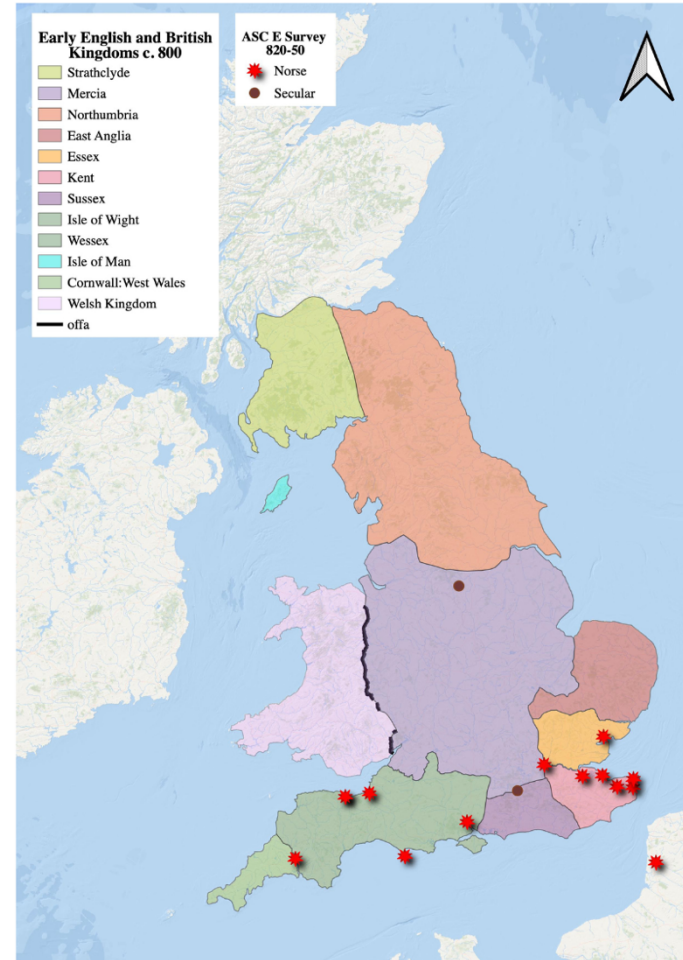 Early English and British
Kingdoms c. 800
Strathclyde
Mercia
Northumbria
East Anglia
Essex
Kent
Sussex
Isle of Wight
Wessex
Isle of Man
Cornwall:West Wales
Welsh Kingdom
offa
ASC E Survey
820-50
Norse
Secular